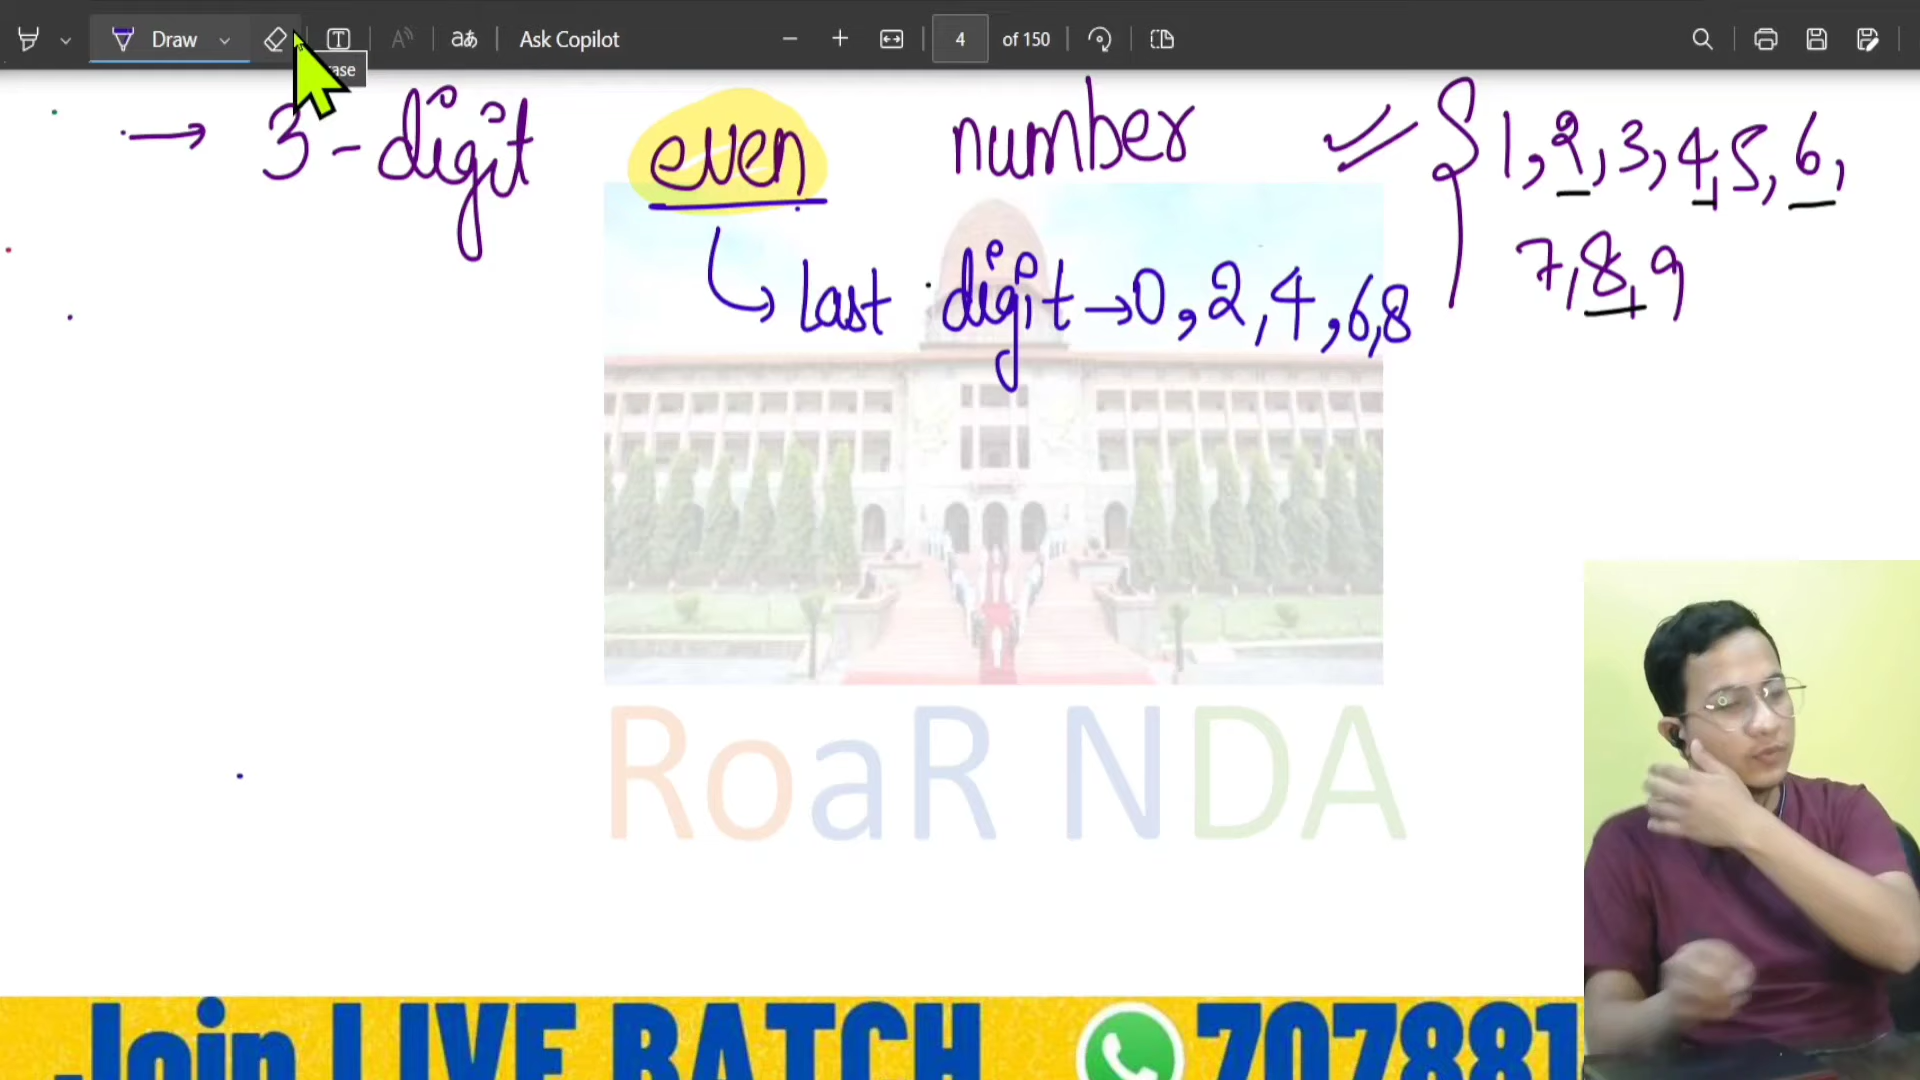 Draw Ask Copilot 4 of 150
→ 3-digit even number {1, 2, 3, 4, 5, 6,
7, 8, 9
Last digit → 0, 2, 4, 6, 8
RoaR NDA
Join LIVE BATCH 707881